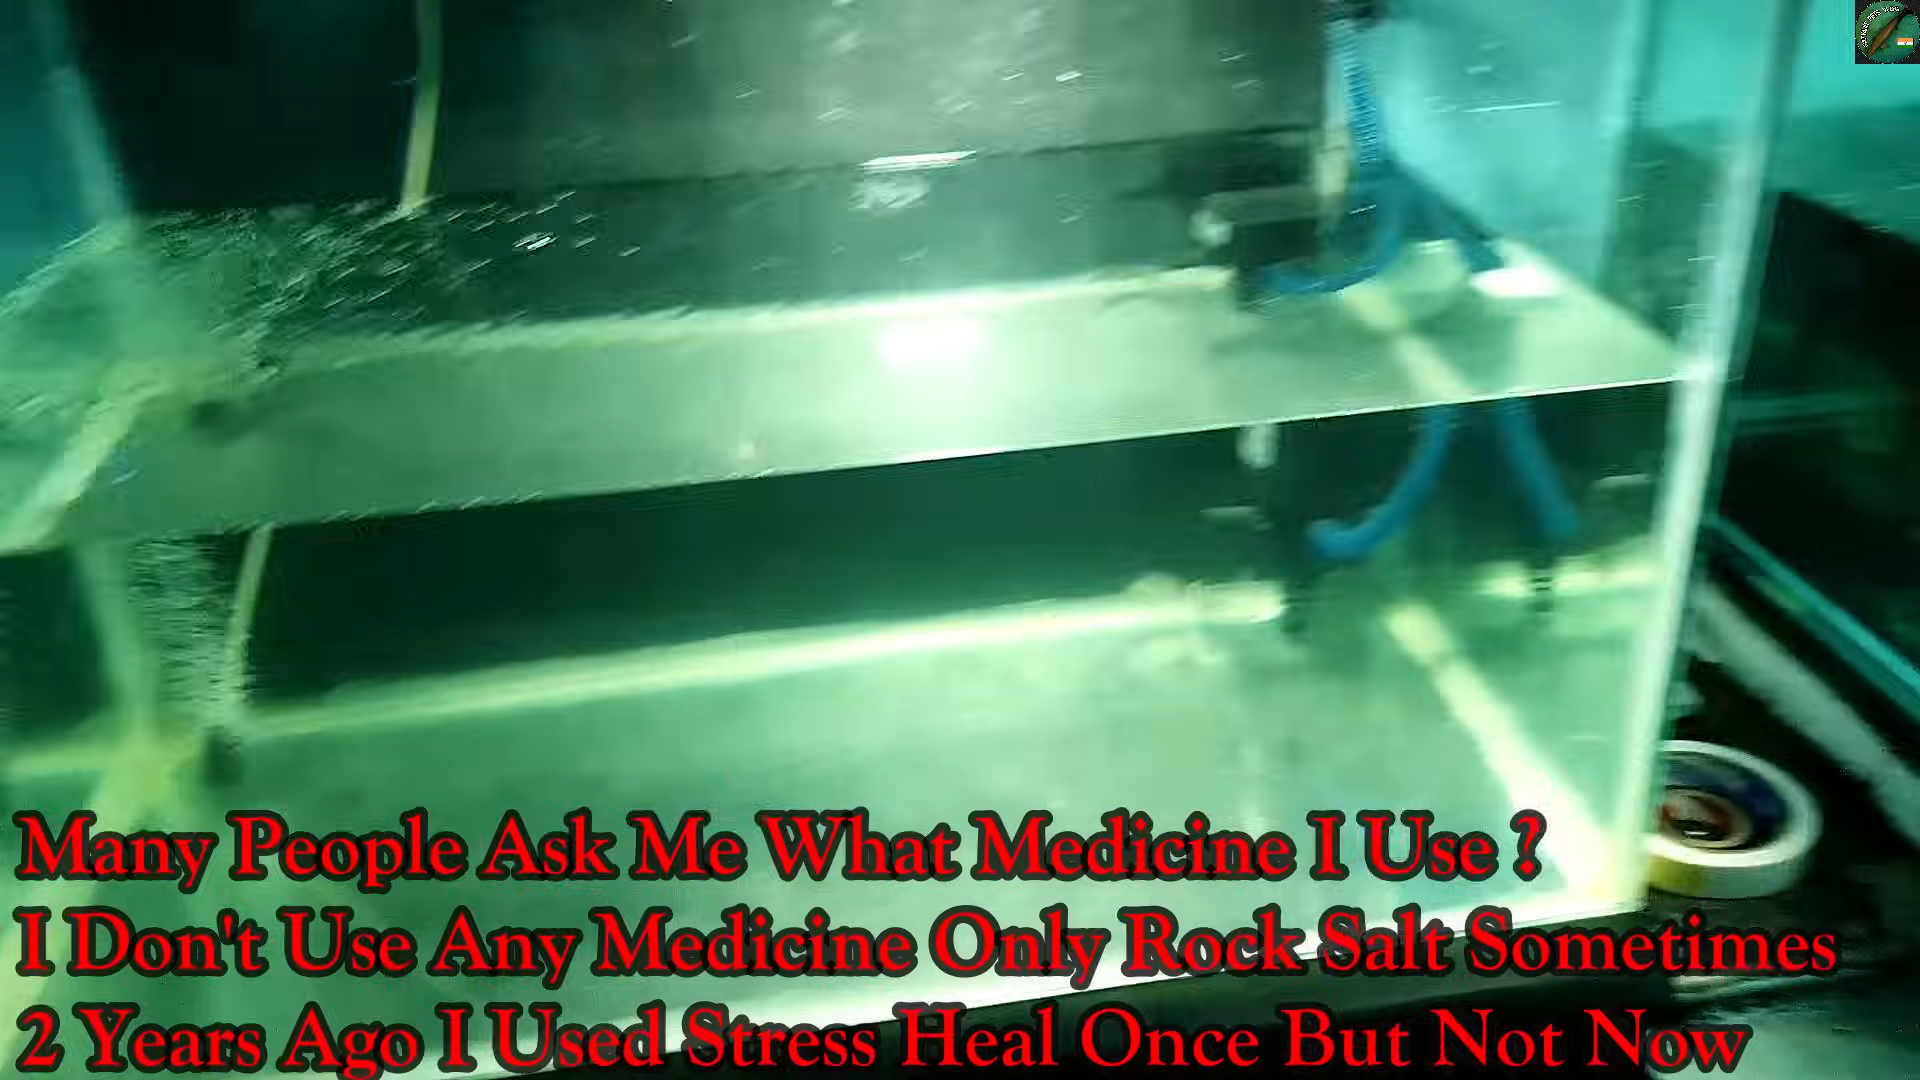 Many People Ask Me What Medicine I Use ?
I Don't Use Any Medicine Only Rock Salt Sometimes
2 Years Ago I Used Stress Heal Once But Not Now